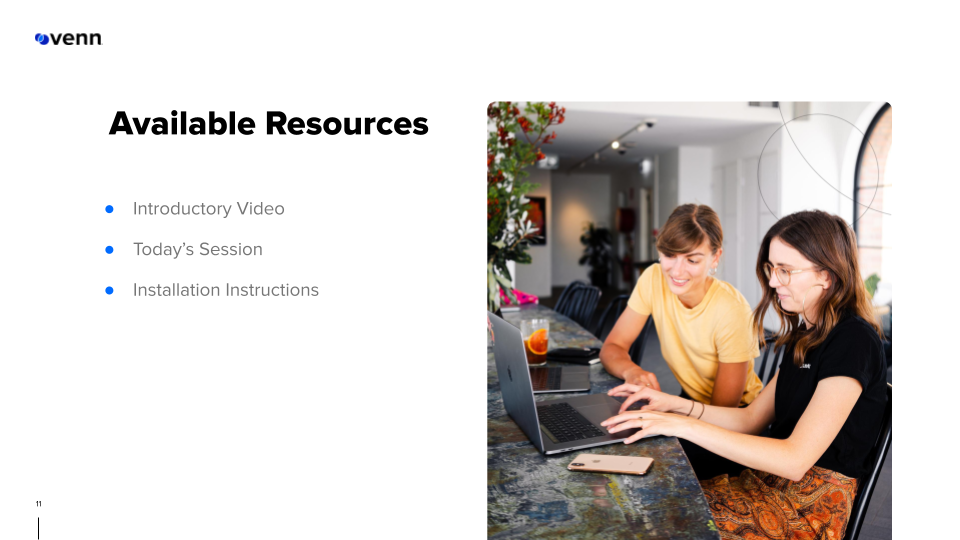 venn
Available Resources
● Introductory Video
● Today’s Session
● Installation Instructions
11